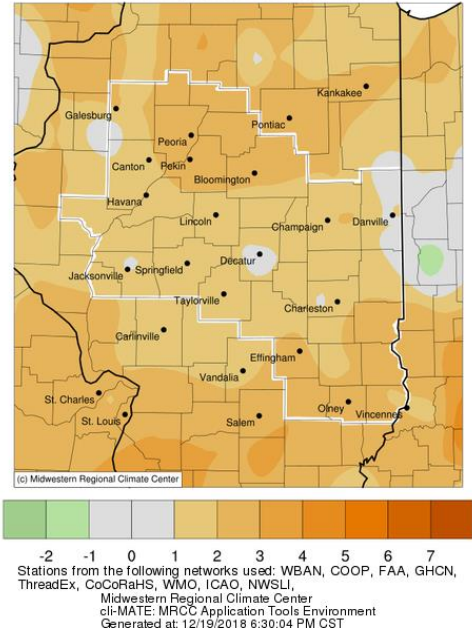 Kankakee
Galesburg
Pontiac
Peoria
Canton
Pekin
Bloomington
Havana
Lincoln
Champaign
Danville
Decatur
Jacksonville
Springfield
Taylorville
Charleston
Carlinville
Effingham
Vandalia
St. Charles
St. Louis
Salem
Olney
Vincennes
(c) Midwestern Regional Climate Center
-2 -1 0 1 2 3 4 5 6 7
Stations from the following networks used: WBAN, COOP, FAA, GHCN,
ThreadEx, CoCoRaHS, WMO, ICAO, NWSLI,
Midwestern Regional Climate Center
cli-MATE: MRCC Application Tools Environment
Generated at: 12/19/2018 6:30:04 PM CST